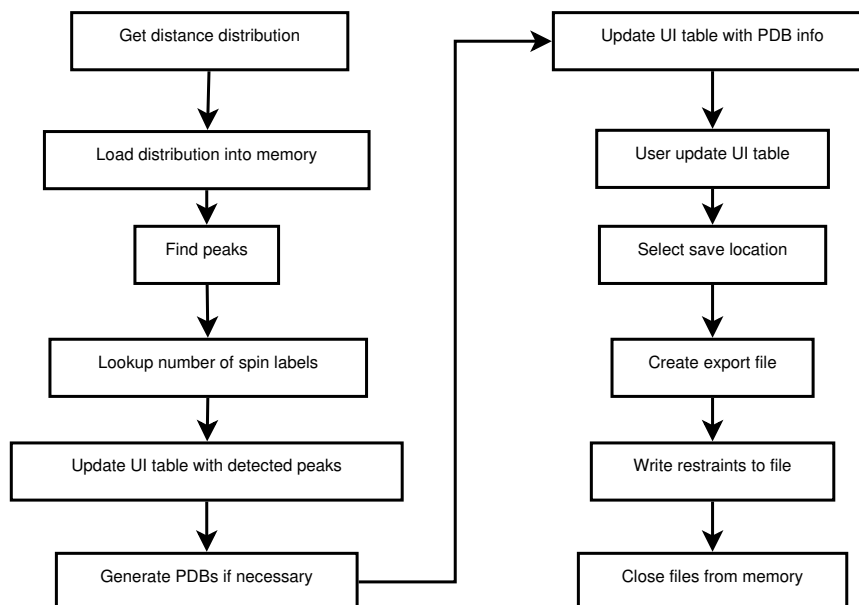 Get distance distribution
Load distribution into memory
Find peaks
Lookup number of spin labels
Update UI table with detected peaks
Generate PDBs if necessary
Update UI table with PDB info
User update UI table
Select save location
Create export file
Write restraints to file
Close files from memory